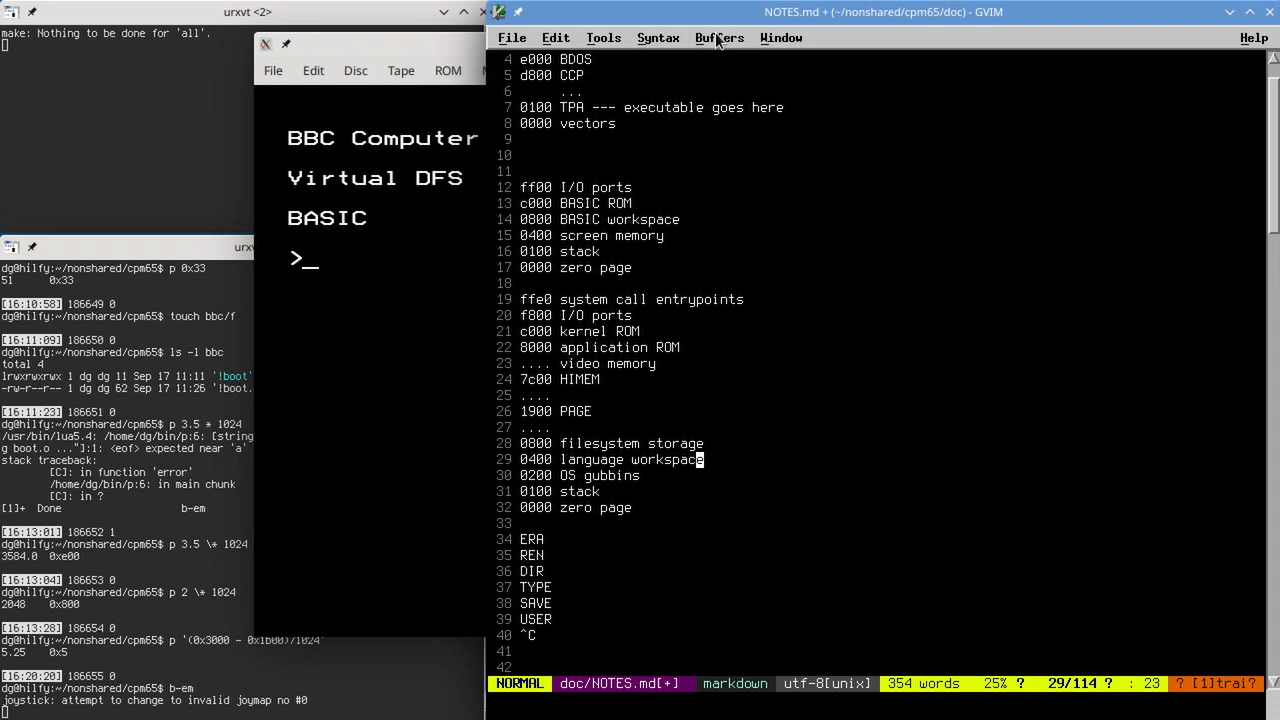 urxvt <2>
make: Nothing to be done for 'all'.
urxv
dg@hilfy:~/nonshared/cpm65$ p 0x33
51 0x33
[16:10:58] 186649 0
dg@hilfy:~/nonshared/cpm65$ touch bbc/f
[16:11:09] 186650 0
dg@hilfy:~/nonshared/cpm65$ ls -l bbc
total 4
lrwxrwxrwx 1 dg dg 11 Sep 17 11:11 '!boot'
-rw-r--r-- 1 dg dg 62 Sep 17 11:26 '!boot.
[16:11:23] 186651 0
dg@hilfy:~/nonshared/cpm65$ p 3.5 * 1024
/usr/bin/lua5.4: /home/dg/bin/p:6: [string
g boot.o ..."]:1: <eof> expected near 'a'
stack traceback:
[C]: in function 'error'
/home/dg/bin/p:6: in main chunk
[C]: in ?
[1]+ Done b-em
[16:13:01] 186652 1
dg@hilfy:~/nonshared/cpm65$ p 3.5 \* 1024
3584.0 0xe00
[16:13:04] 186653 0
dg@hilfy:~/nonshared/cpm65$ p 2 \* 1024
2048 0x800
[16:13:28] 186654 0
dg@hilfy:~/nonshared/cpm65$ p '(0x3000 - 0x1b00)/1024'
5.25 0x5
[16:20:20] 186655 0
dg@hilfy:~/nonshared/cpm65$ b-em
joystick: attempt to change to invalid joymap no #0
File Edit Disc Tape ROM
BBC Computer
Virtual DFS
BASIC
>_
NOTES.md + (~/nonshared/cpm65/doc) - GVIM
File Edit Tools Syntax Buffers Window Help
4 e000 BDOS
5 d800 CCP
6 ...
7 0100 TPA --- executable goes here
8 0000 vectors
9
10
11
12 ff00 I/O ports
13 c000 BASIC ROM
14 0800 BASIC workspace
15 0400 screen memory
16 0100 stack
17 0000 zero page
18
19 ffe0 system call entrypoints
20 f800 I/O ports
21 c000 kernel ROM
22 8000 application ROM
23 .... video memory
24 7c00 HIMEM
25 ....
26 1900 PAGE
27 ....
28 0800 filesystem storage
29 0400 language workspace
30 0200 OS gubbins
31 0100 stack
32 0000 zero page
33
34 ERA
35 REN
36 DIR
37 TYPE
38 SAVE
39 USER
40 ^C
41
42
NORMAL doc/NOTES.md[+] markdown utf-8[unix] 354 words 25% ? 29/114 ? : 23 ? [1]trai?